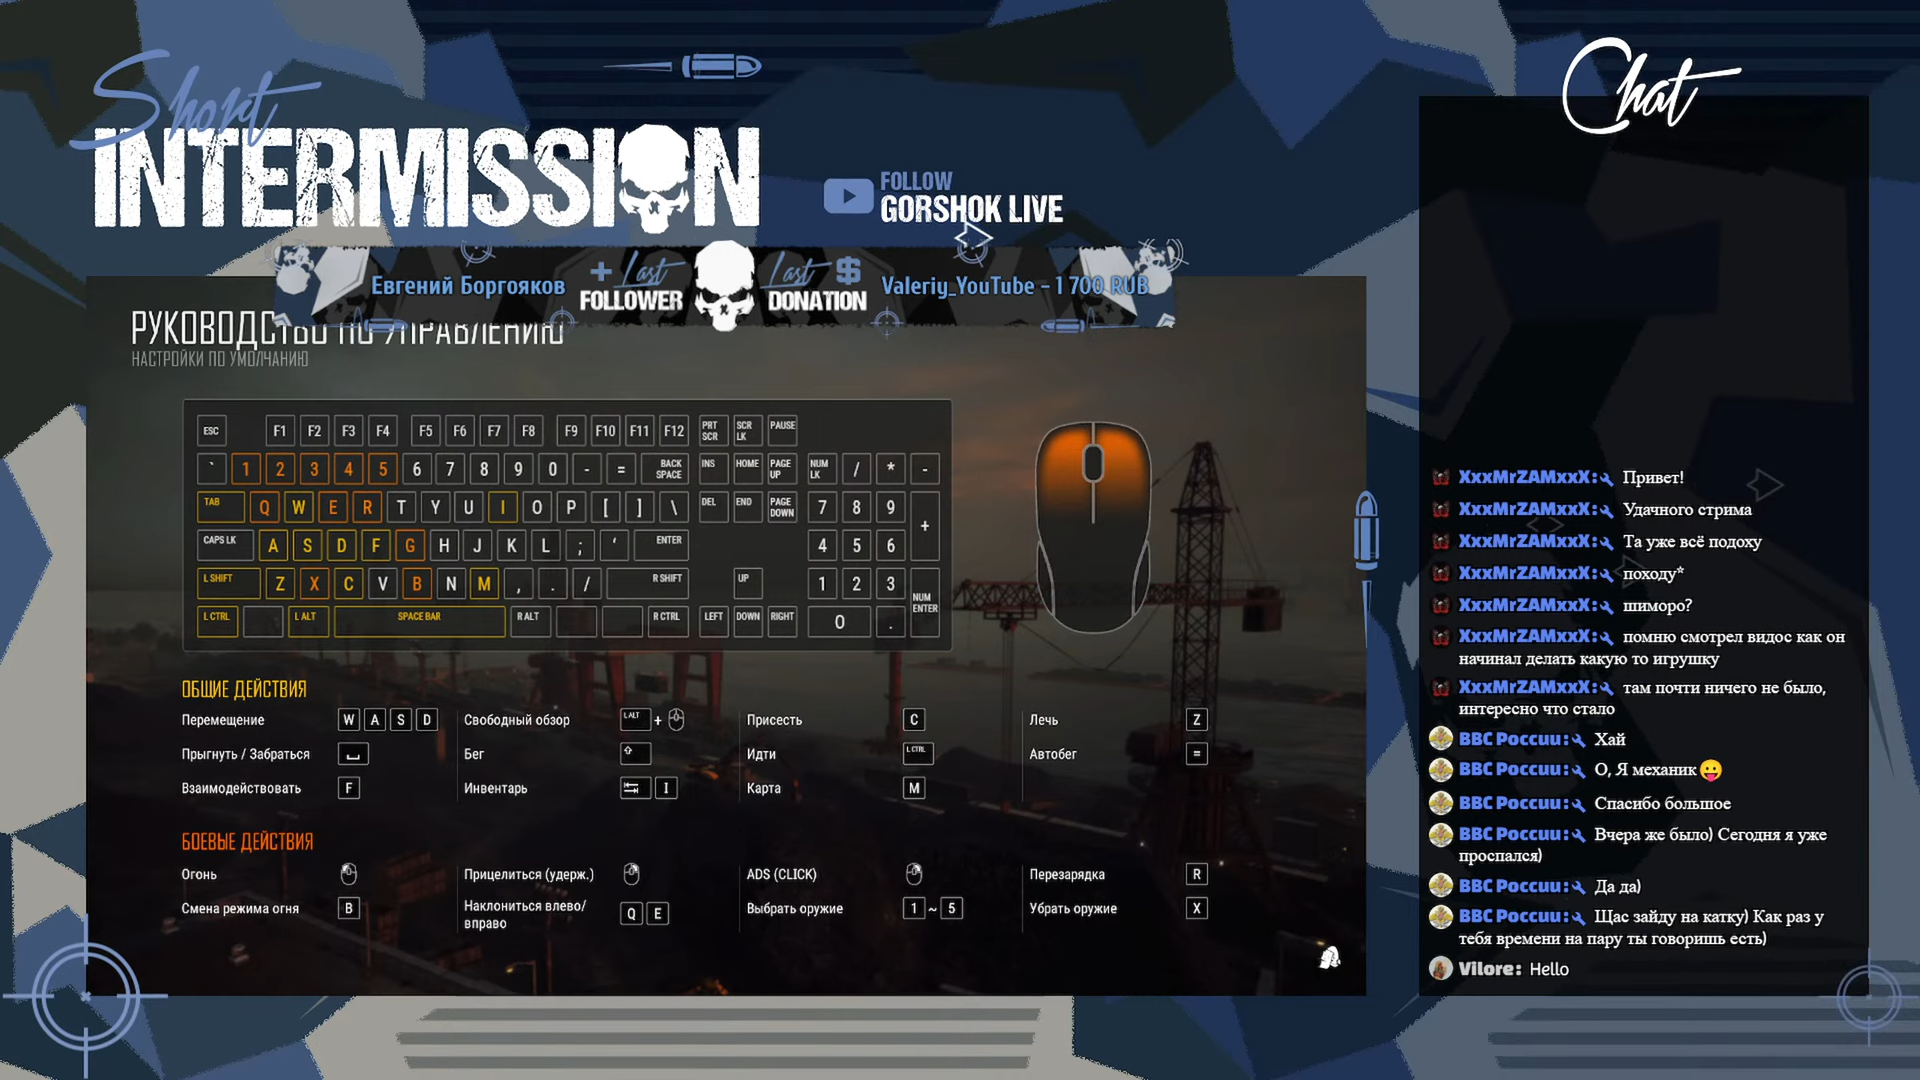 Short
INTERMISSION
FOLLOW
GORSHOK LIVE
Евгений Боргояков
+ Last
FOLLOWER
Last $
DONATION
Valeriy_YouTube - 1 700 RUB
РУКОВОДСТВО ПО УПРАВЛЕНИЮ
НАСТРОЙКИ ПО УМОЛЧАНИЮ
ESC F1 F2 F3 F4 F5 F6 F7 F8 F9 F10 F11 F12 PRT SCR SCR LK PAUSE
` 1 2 3 4 5 6 7 8 9 0 - = BACK SPACE INS HOME PAGE UP NUM LK / * -
TAB Q W E R T Y U I O P [ ] \ DEL END PAGE DOWN 7 8 9 +
CAPS LK A S D F G H J K L ; ' ENTER 4 5 6
L SHIFT Z X C V B N M , . / R SHIFT UP 1 2 3 NUM ENTER
L CTRL L ALT SPACE BAR R ALT R CTRL LEFT DOWN RIGHT 0 .
ОБЩИЕ ДЕЙСТВИЯ
Перемещение W A S D Свободный обзор L ALT + Присесть C Лечь Z
Прыгнуть / Забраться Бег Идти L CTRL Автобег =
Взаимодействовать F Инвентарь I Карта M
БОЕВЫЕ ДЕЙСТВИЯ
Огонь Прицелиться (удерж.) ADS (CLICK) Перезарядка R
Смена режима огня B Наклониться влево/ вправо Q E Выбрать оружие 1 ~ 5 Убрать оружие X
Chat
XxxMrZAMxxX: Привет!
XxxMrZAMxxX: Удачного стрима
XxxMrZAMxxX: Та уже всё подоху
XxxMrZAMxxX: походу*
XxxMrZAMxxX: шиморо?
XxxMrZAMxxX: помню смотрел видос как он
начинал делать какую то игрушку
XxxMrZAMxxX: там почти ничего не было,
интересно что стало
BBC России: Хай
BBC России: О, Я механик😛
BBC России: Спасибо большое
BBC России: Вчера же было) Сегодня я уже
проспался)
BBC России: Да да)
BBC России: Щас зайду на катку) Как раз у
тебя времени на пару ты говоришь есть)
Vilore: Hello